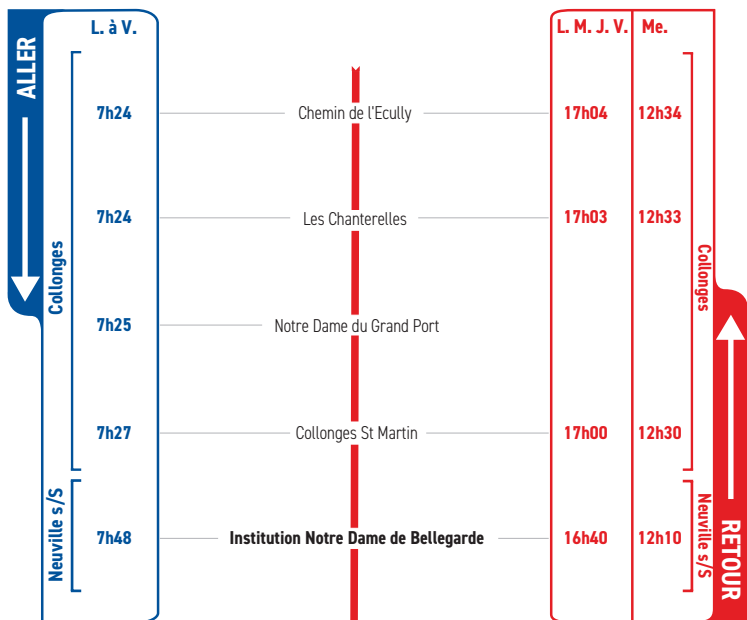 ALLER
L. à V.
L. M. J. V. Me.
7h24 Chemin de l'Ecully 17h04 12h34
7h24 Les Chanterelles 17h03 12h33
Collonges
Collonges
7h25 Notre Dame du Grand Port
7h27 Collonges St Martin 17h00 12h30
Neuville s/S
7h48 Institution Notre Dame de Bellegarde 16h40 12h10
Neuville s/S
RETOUR